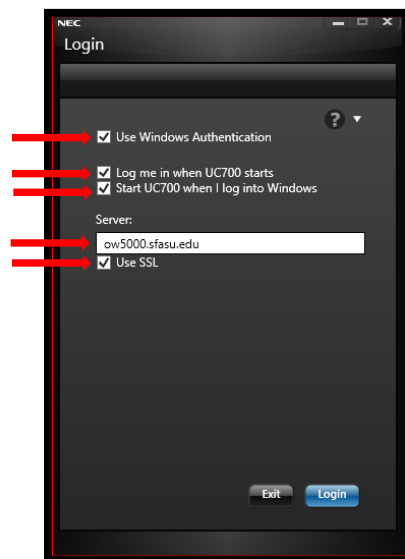 NEC
Login
?
Use Windows Authentication
Log me in when UC700 starts
Start UC700 when I log into Windows
Server:
ow5000.sfasu.edu
Use SSL
Exit Login